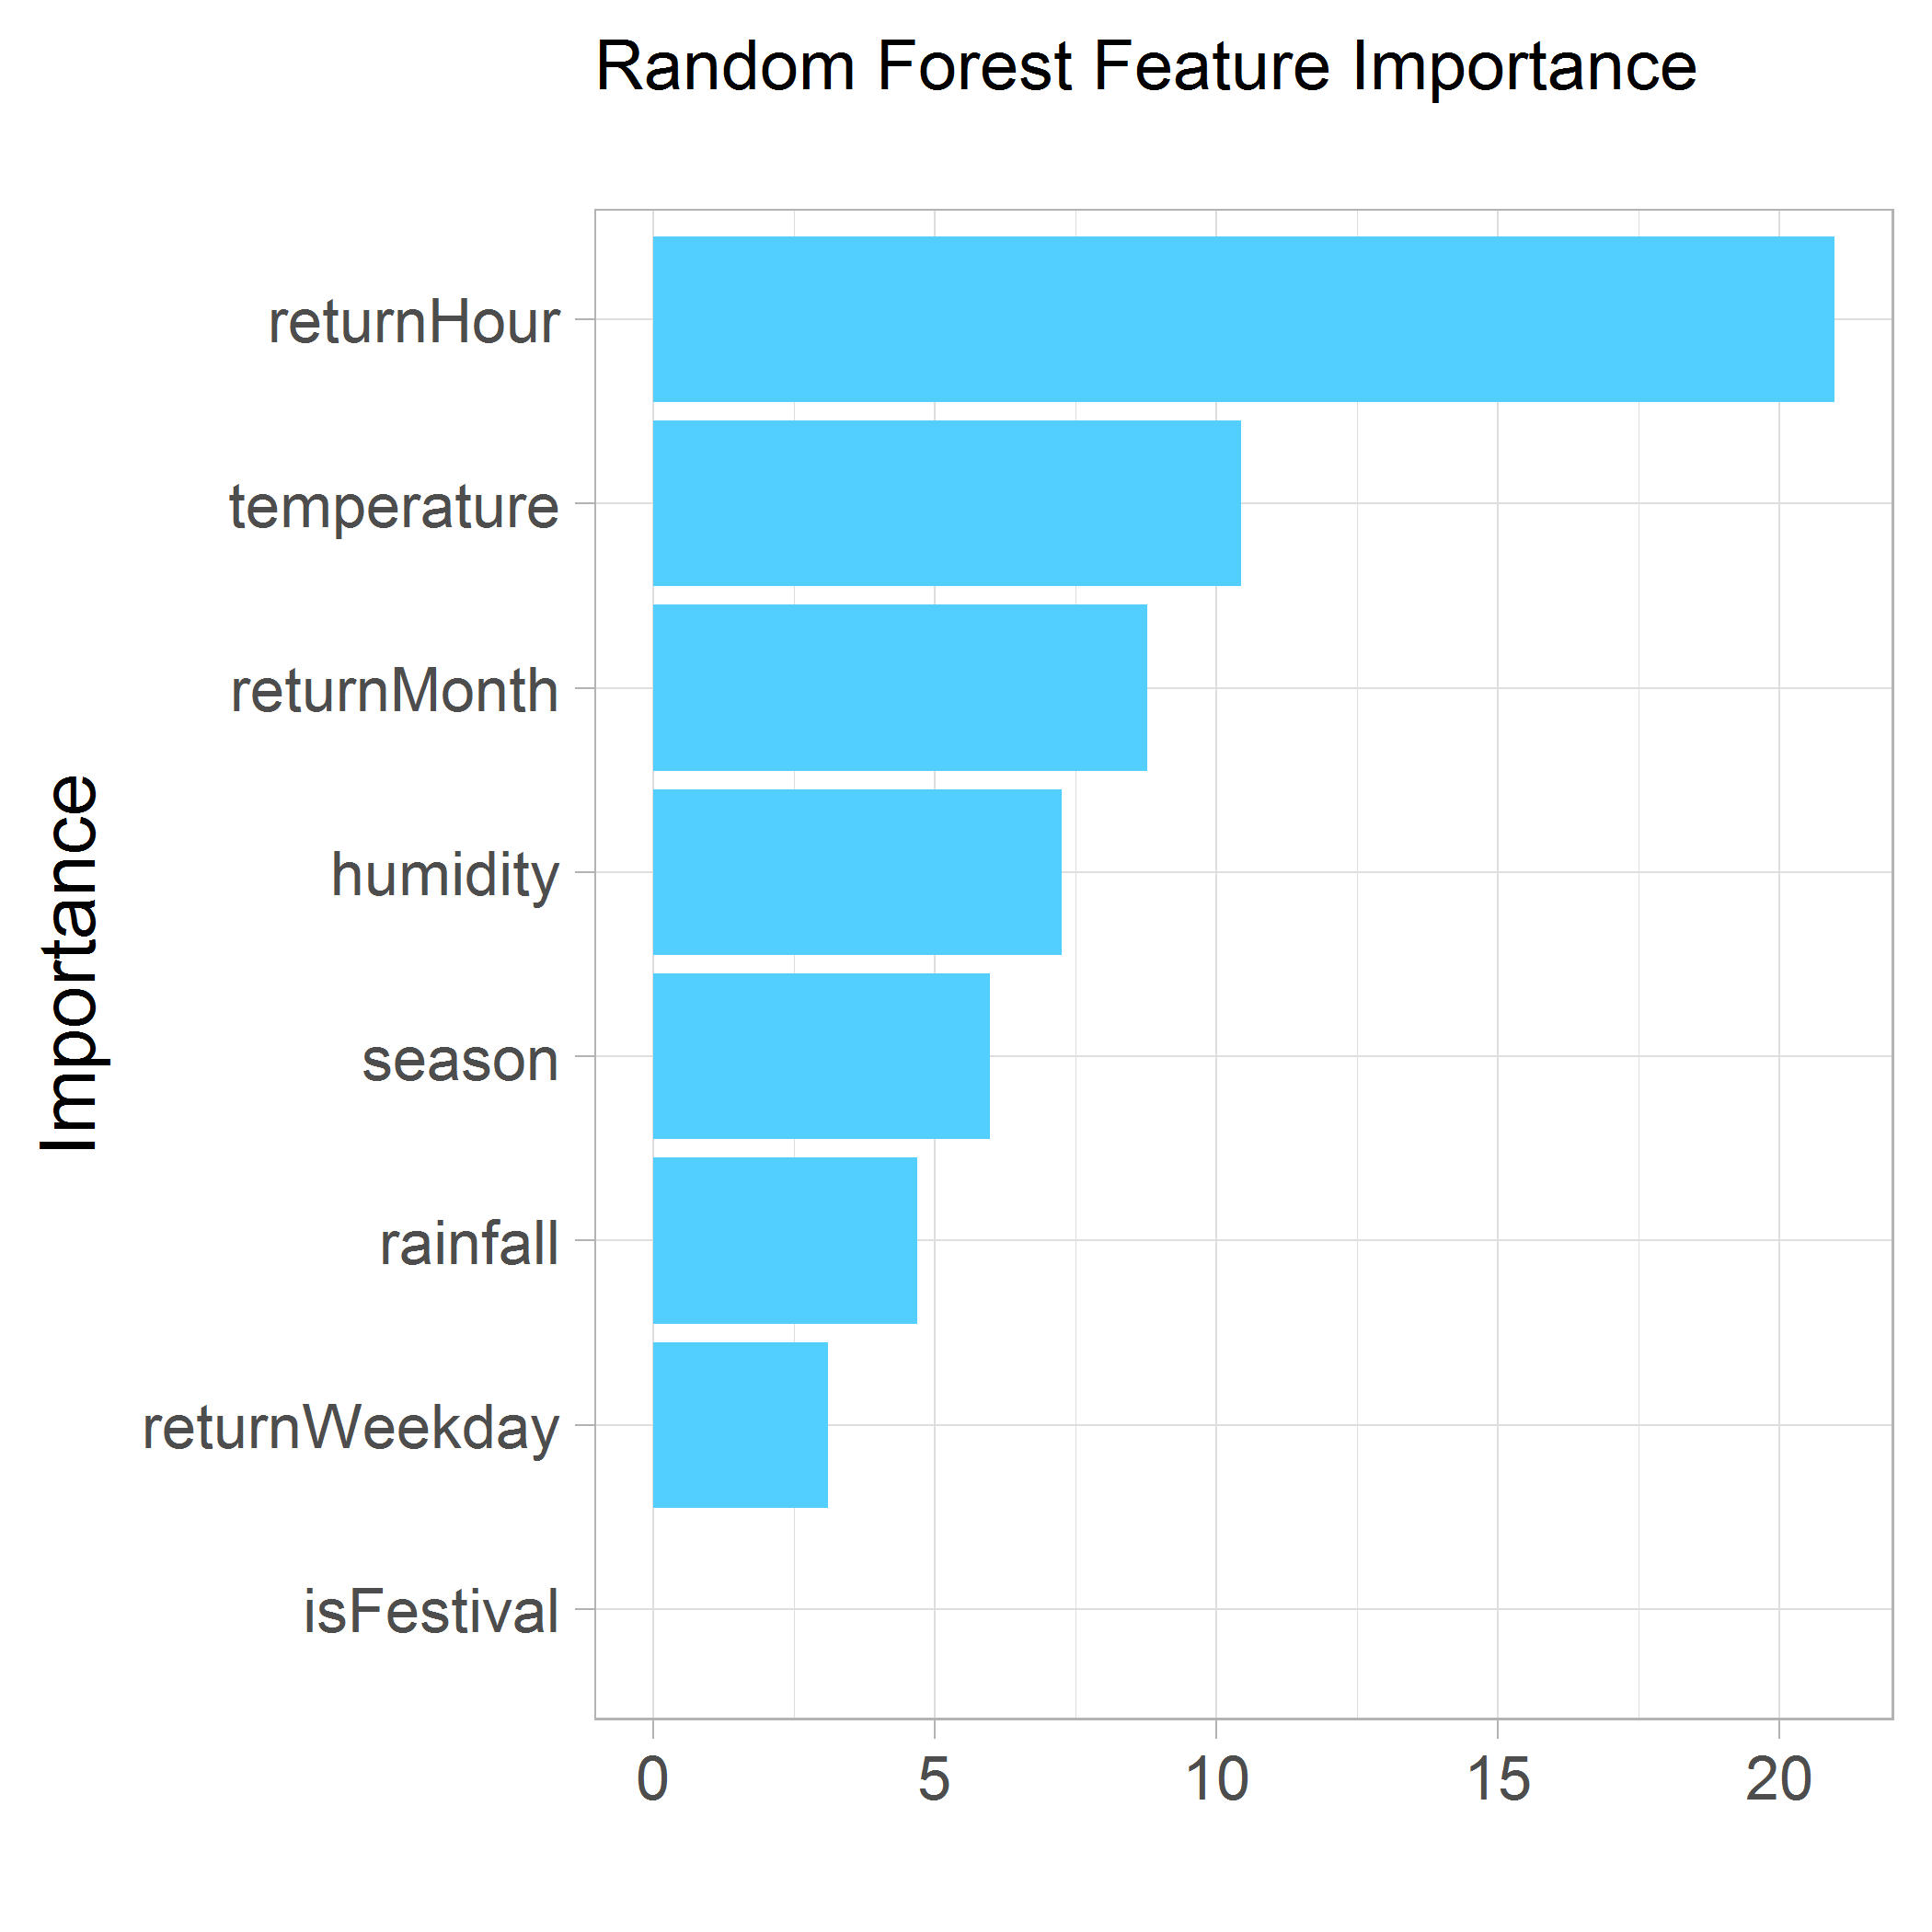 Random Forest Feature Importance
Importance
returnHour
temperature
returnMonth
humidity
season
rainfall
returnWeekday
isFestival
0 5 10 15 20